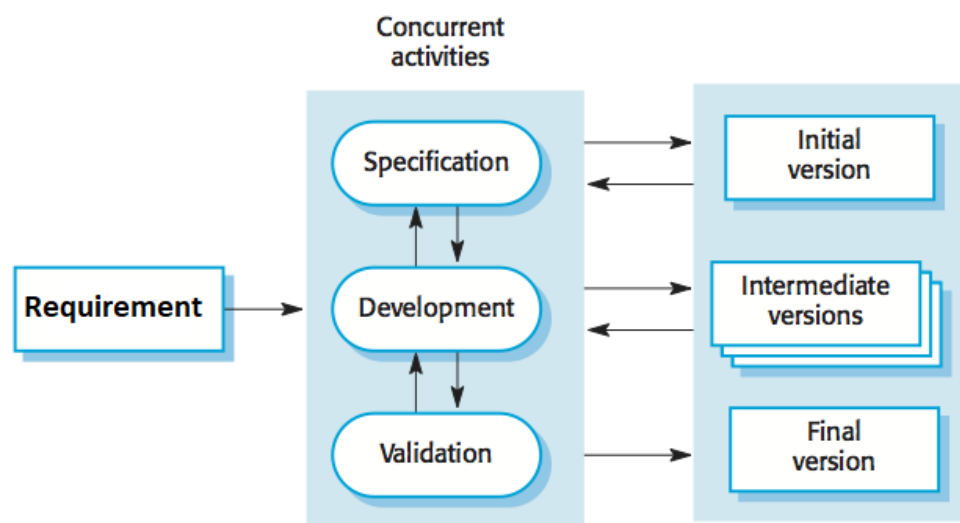 Concurrent
activities
Specification
Initial
version
Requirement
Development
Intermediate
versions
Validation
Final
version